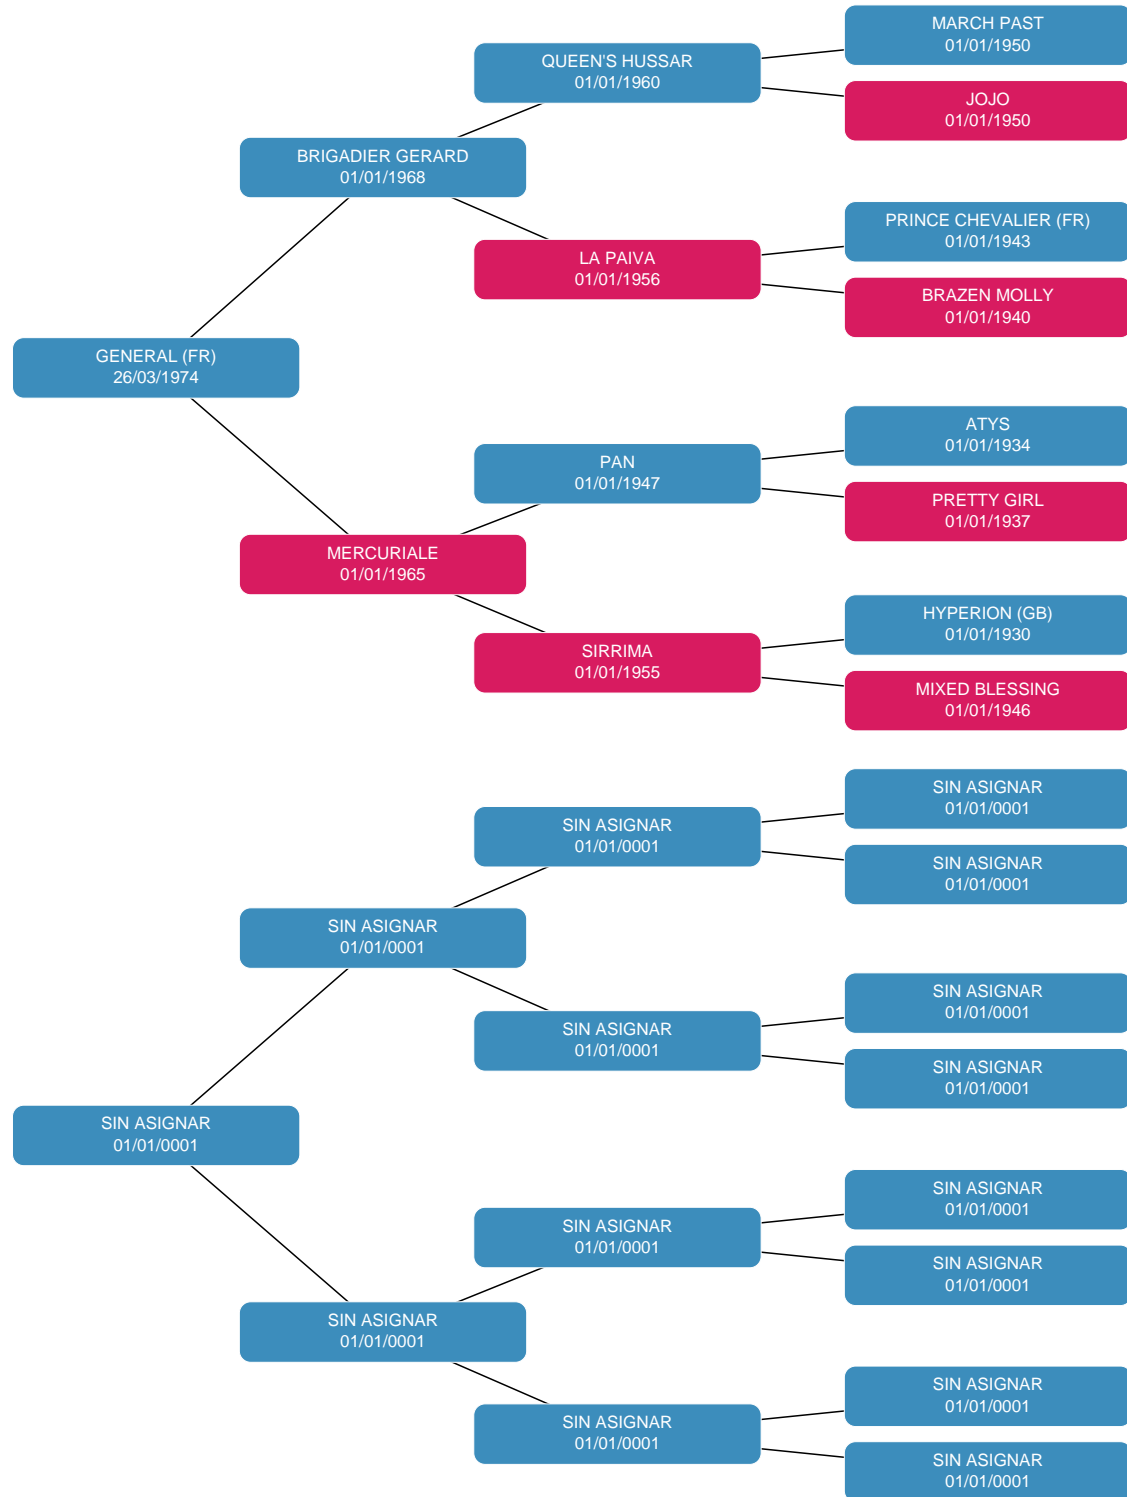 MARCH PAST
01/01/1950
QUEEN'S HUSSAR
01/01/1960
JOJO
01/01/1950
BRIGADIER GERARD
01/01/1968
PRINCE CHEVALIER (FR)
01/01/1943
LA PAIVA
01/01/1956
BRAZEN MOLLY
01/01/1940
GENERAL (FR)
26/03/1974
ATYS
01/01/1934
PAN
01/01/1947
PRETTY GIRL
01/01/1937
MERCURIALE
01/01/1965
HYPERION (GB)
01/01/1930
SIRRIMA
01/01/1955
MIXED BLESSING
01/01/1946
SIN ASIGNAR
01/01/0001
SIN ASIGNAR
01/01/0001
SIN ASIGNAR
01/01/0001
SIN ASIGNAR
01/01/0001
SIN ASIGNAR
01/01/0001
SIN ASIGNAR
01/01/0001
SIN ASIGNAR
01/01/0001
SIN ASIGNAR
01/01/0001
SIN ASIGNAR
01/01/0001
SIN ASIGNAR
01/01/0001
SIN ASIGNAR
01/01/0001
SIN ASIGNAR
01/01/0001
SIN ASIGNAR
01/01/0001
SIN ASIGNAR
01/01/0001
SIN ASIGNAR
01/01/0001